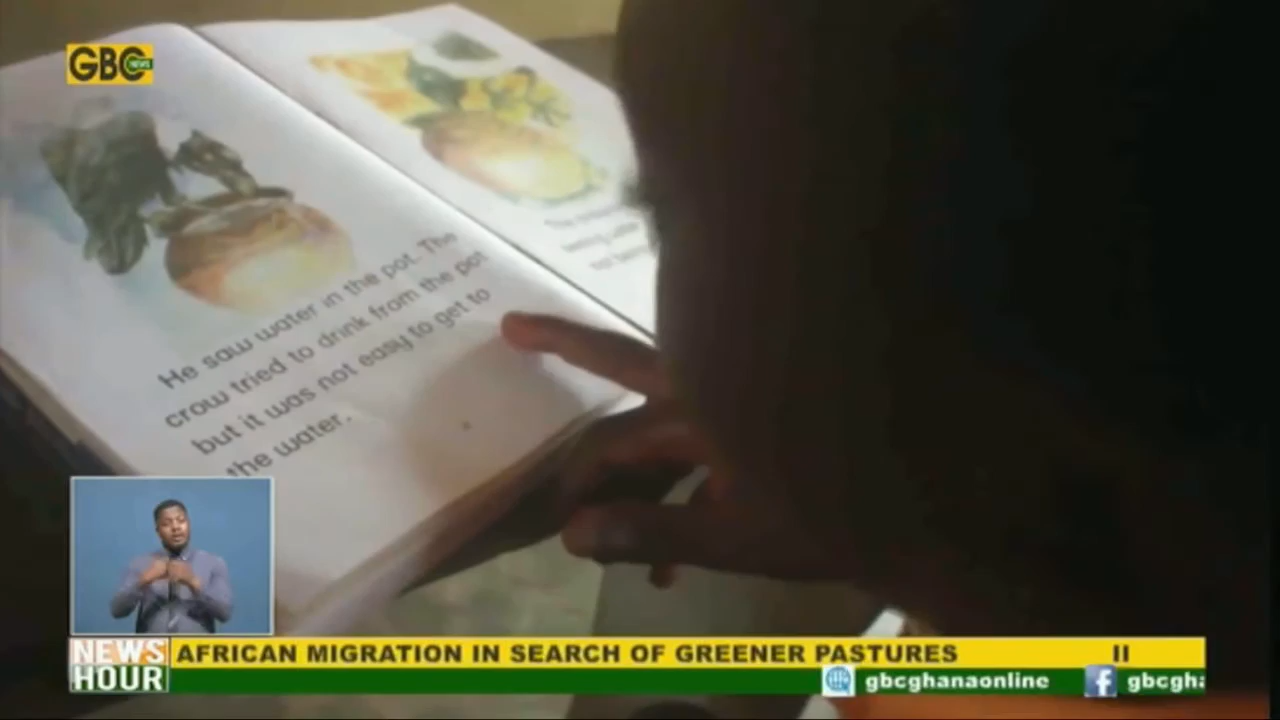 GBC
NEWS
He saw water in the pot. The
crow tried to drink from the pot
but it was not easy to get to
the water.
NEWS
HOUR
AFRICAN MIGRATION IN SEARCH OF GREENER PASTURES
gbcghanaonline
gbcgh